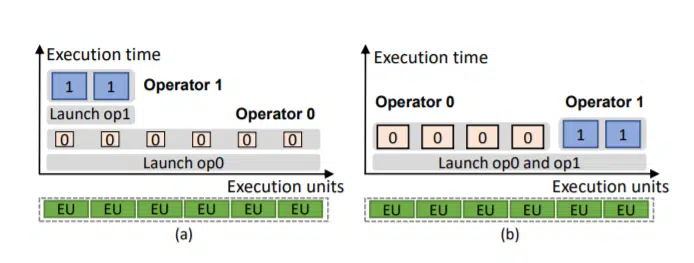 Execution time
1 1 Operator 1
Launch op1
Operator 0
0 0 0 0 0 0
Launch op0
Execution units
EU EU EU EU EU EU
(a)
Execution time
Operator 0 Operator 1
0 0 0 0 1 1
Launch op0 and op1
Execution units
EU EU EU EU EU EU
(b)